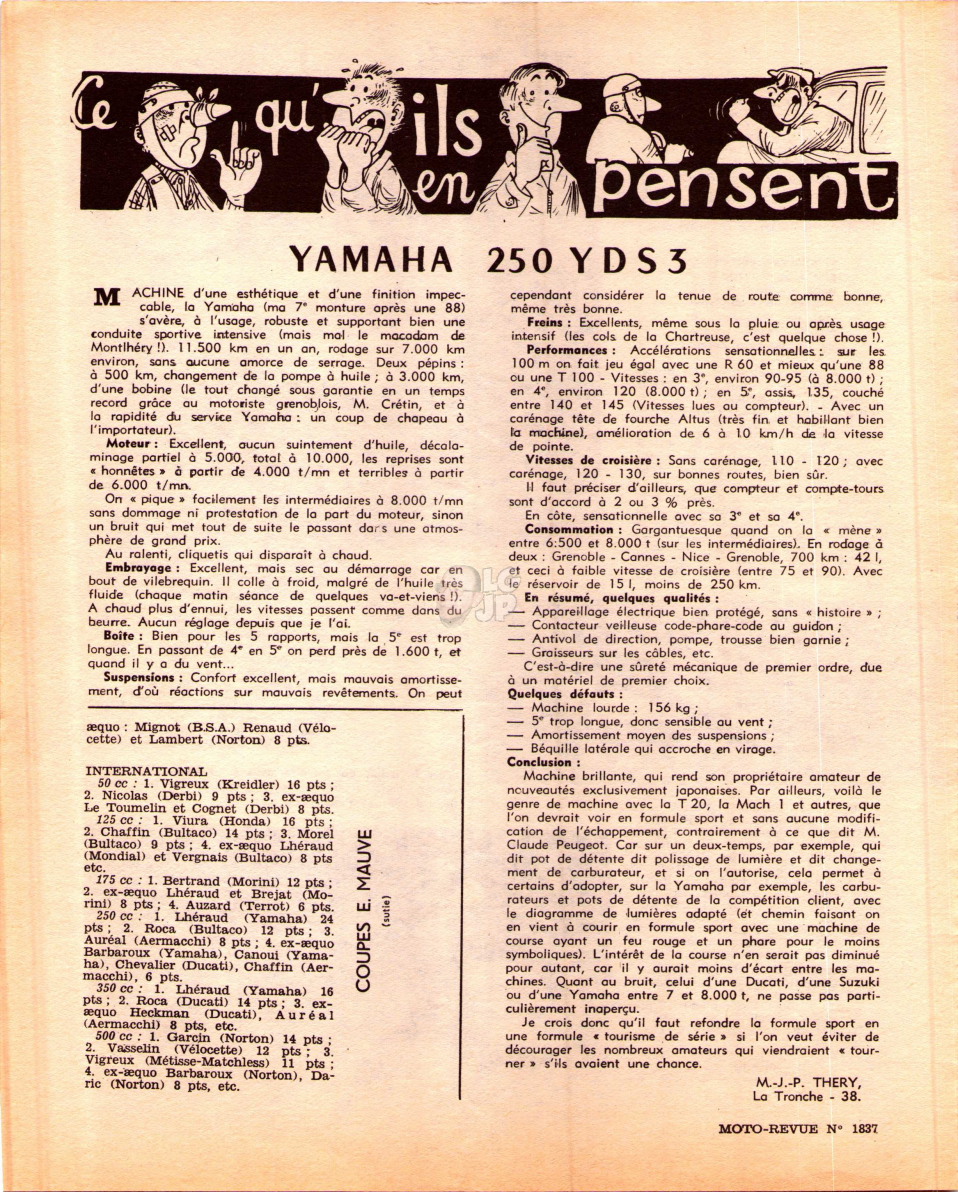 Ce qu'ils en pensent
YAMAHA 250 YDS3
MACHINE d'une esthétique et d'une finition impec-
cable, la Yamaha (ma 7e monture après une 88)
s'avère, à l'usage, robuste et supportant bien une
conduite sportive intensive (mais mal le macadam de
Montlhéry !). 11.500 km en un an, rodage sur 7.000 km
environ, sans aucune amorce de serrage. Deux pépins :
à 500 km, changement de la pompe à huile ; à 3.000 km,
d'une bobine (le tout changé sous garantie en un temps
record grâce au motoriste grenoblois, M. Crétin, et à
la rapidité du service Yamaha : un coup de chapeau à
l'importateur).
Moteur : Excellent, aucun suintement d'huile, décala-
minage partiel à 5.000, total à 10.000, les reprises sont
« honnêtes » à partir de 4.000 t/mn et terribles à partir
de 6.000 t/mn.
On « pique » facilement les intermédiaires à 8.000 t/mn
sans dommage ni protestation de la part du moteur, sinon
un bruit qui met tout de suite le passant dans une atmos-
phère de grand prix.
Au ralenti, cliquetis qui disparaît à chaud.
Embrayage : Excellent, mais sec au démarrage car en
bout de vilebrequin. Il colle à froid, malgré de l'huile très
fluide (chaque matin séance de quelques va-et-viens !).
A chaud plus d'ennui, les vitesses passent comme dans du
beurre. Aucun réglage depuis que je l'ai.
Boîte : Bien pour les 5 rapports, mais la 5e est trop
longue. En passant de 4e en 5e on perd près de 1.600 t, et
quand il y a du vent...
Suspensions : Confort excellent, mais mauvais amortisse-
ment, d'où réactions sur mauvais revêtements. On peut
cependant considérer la tenue de route comme bonne,
même très bonne.
Freins : Excellents, même sous la pluie ou après usage
intensif (les cols de la Chartreuse, c'est quelque chose !).
Performances : Accélérations sensationnelles : sur les
100 m on fait jeu égal avec une R 60 et mieux qu'une 88
ou une T 100 - Vitesses : en 3e, environ 90-95 (à 8.000 t) ;
en 4e, environ 120 (8.000 t) ; en 5e, assis, 135, couché
entre 140 et 145 (Vitesses lues au compteur). - Avec un
carénage tête de fourche Altus (très fin et habillant bien
la machine), amélioration de 6 à 10 km/h de la vitesse
de pointe.
Vitesses de croisière : Sans carénage, 110 - 120 ; avec
carénage, 120 - 130, sur bonnes routes, bien sûr.
Il faut préciser d'ailleurs, que compteur et compte-tours
sont d'accord à 2 ou 3 % près.
En côte, sensationnelle avec sa 3e et sa 4e.
Consommation : Gargantuesque quand on la « mène »
entre 6.500 et 8.000 t (sur les intermédiaires). En rodage à
deux : Grenoble - Cannes - Nice - Grenoble, 700 km : 42 l,
et ceci à faible vitesse de croisière (entre 75 et 90). Avec
le réservoir de 15 l, moins de 250 km.
En résumé, quelques qualités :
— Appareillage électrique bien protégé, sans « histoire » ;
— Contacteur veilleuse code-phare-code au guidon ;
— Antivol de direction, pompe, trousse bien garnie ;
— Graisseurs sur les câbles, etc.
C'est-à-dire une sûreté mécanique de premier ordre, due
à un matériel de premier choix.
Quelques défauts :
— Machine lourde : 156 kg ;
— 5e trop longue, donc sensible au vent ;
— Amortissement moyen des suspensions ;
— Béquille latérale qui accroche en virage.
Conclusion :
Machine brillante, qui rend son propriétaire amateur de
nouveautés exclusivement japonaises. Par ailleurs, voilà le
genre de machine avec la T 20, la Mach 1 et autres, que
l'on devrait voir en formule sport et sans aucune modifi-
cation de l'échappement, contrairement à ce que dit M.
Claude Peugeot. Car sur un deux-temps, par exemple, qui
dit pot de détente dit polissage de lumière et dit change-
ment de carburateur, et si on l'autorise, cela permet à
certains d'adopter, sur la Yamaha par exemple, les carbu-
rateurs et pots de détente de la compétition client, avec
le diagramme de lumières adapté (et chemin faisant on
en vient à courir en formule sport avec une machine de
course ayant un feu rouge et un phare pour le moins
symboliques). L'intérêt de la course n'en serait pas diminué
pour autant, car il y aurait moins d'écart entre les ma-
chines. Quant au bruit, celui d'une Ducati, d'une Suzuki
ou d'une Yamaha entre 7 et 8.000 t, ne passe pas parti-
culièrement inaperçu.
Je crois donc qu'il faut refondre la formule sport en
une formule « tourisme de série » si l'on veut éviter de
décourager les nombreux amateurs qui viendraient « tour-
ner » s'ils avaient une chance.
M.-J.-P. THERY,
La Tronche - 38.
æquo : Mignot (B.S.A.) Renaud (Vélo-
cette) et Lambert (Norton) 8 pts.
INTERNATIONAL
50 cc : 1. Vigreux (Kreidler) 16 pts ;
2. Nicolas (Derbi) 9 pts ; 3. ex-æquo
Le Toumelin et Cognet (Derbi) 8 pts.
125 cc : 1. Viura (Honda) 16 pts ;
2. Chaffin (Bultaco) 14 pts ; 3. Morel
(Bultaco) 9 pts ; 4. ex-æquo Lhéraud
(Mondial) et Vergnais (Bultaco) 8 pts
etc.
175 cc : 1. Bertrand (Morini) 12 pts ;
2. ex-æquo Lhéraud et Brejat (Mo-
rini) 8 pts ; 4. Auzard (Terrot) 6 pts.
250 cc : 1. Lhéraud (Yamaha) 24
pts ; 2. Roca (Bultaco) 12 pts ; 3.
Auréal (Aermacchi) 8 pts ; 4. ex-æquo
Barbaroux (Yamaha), Canoui (Yama-
ha), Chevalier (Ducati), Chaffin (Aer-
macchi), 6 pts.
350 cc : 1. Lhéraud (Yamaha) 16
pts ; 2. Roca (Ducati) 14 pts ; 3. ex-
æquo Heckman (Ducati), Auréal
(Aermacchi) 8 pts, etc.
500 cc : 1. Garcin (Norton) 14 pts ;
2. Vasselin (Vélocette) 12 pts ; 3.
Vigreux (Métisse-Matchless) 11 pts ;
4. ex-æquo Barbaroux (Norton), Da-
ric (Norton) 8 pts, etc.
COUPES E. MAUVE
(sutie)
MOTO-REVUE N° 1837
LC
JP